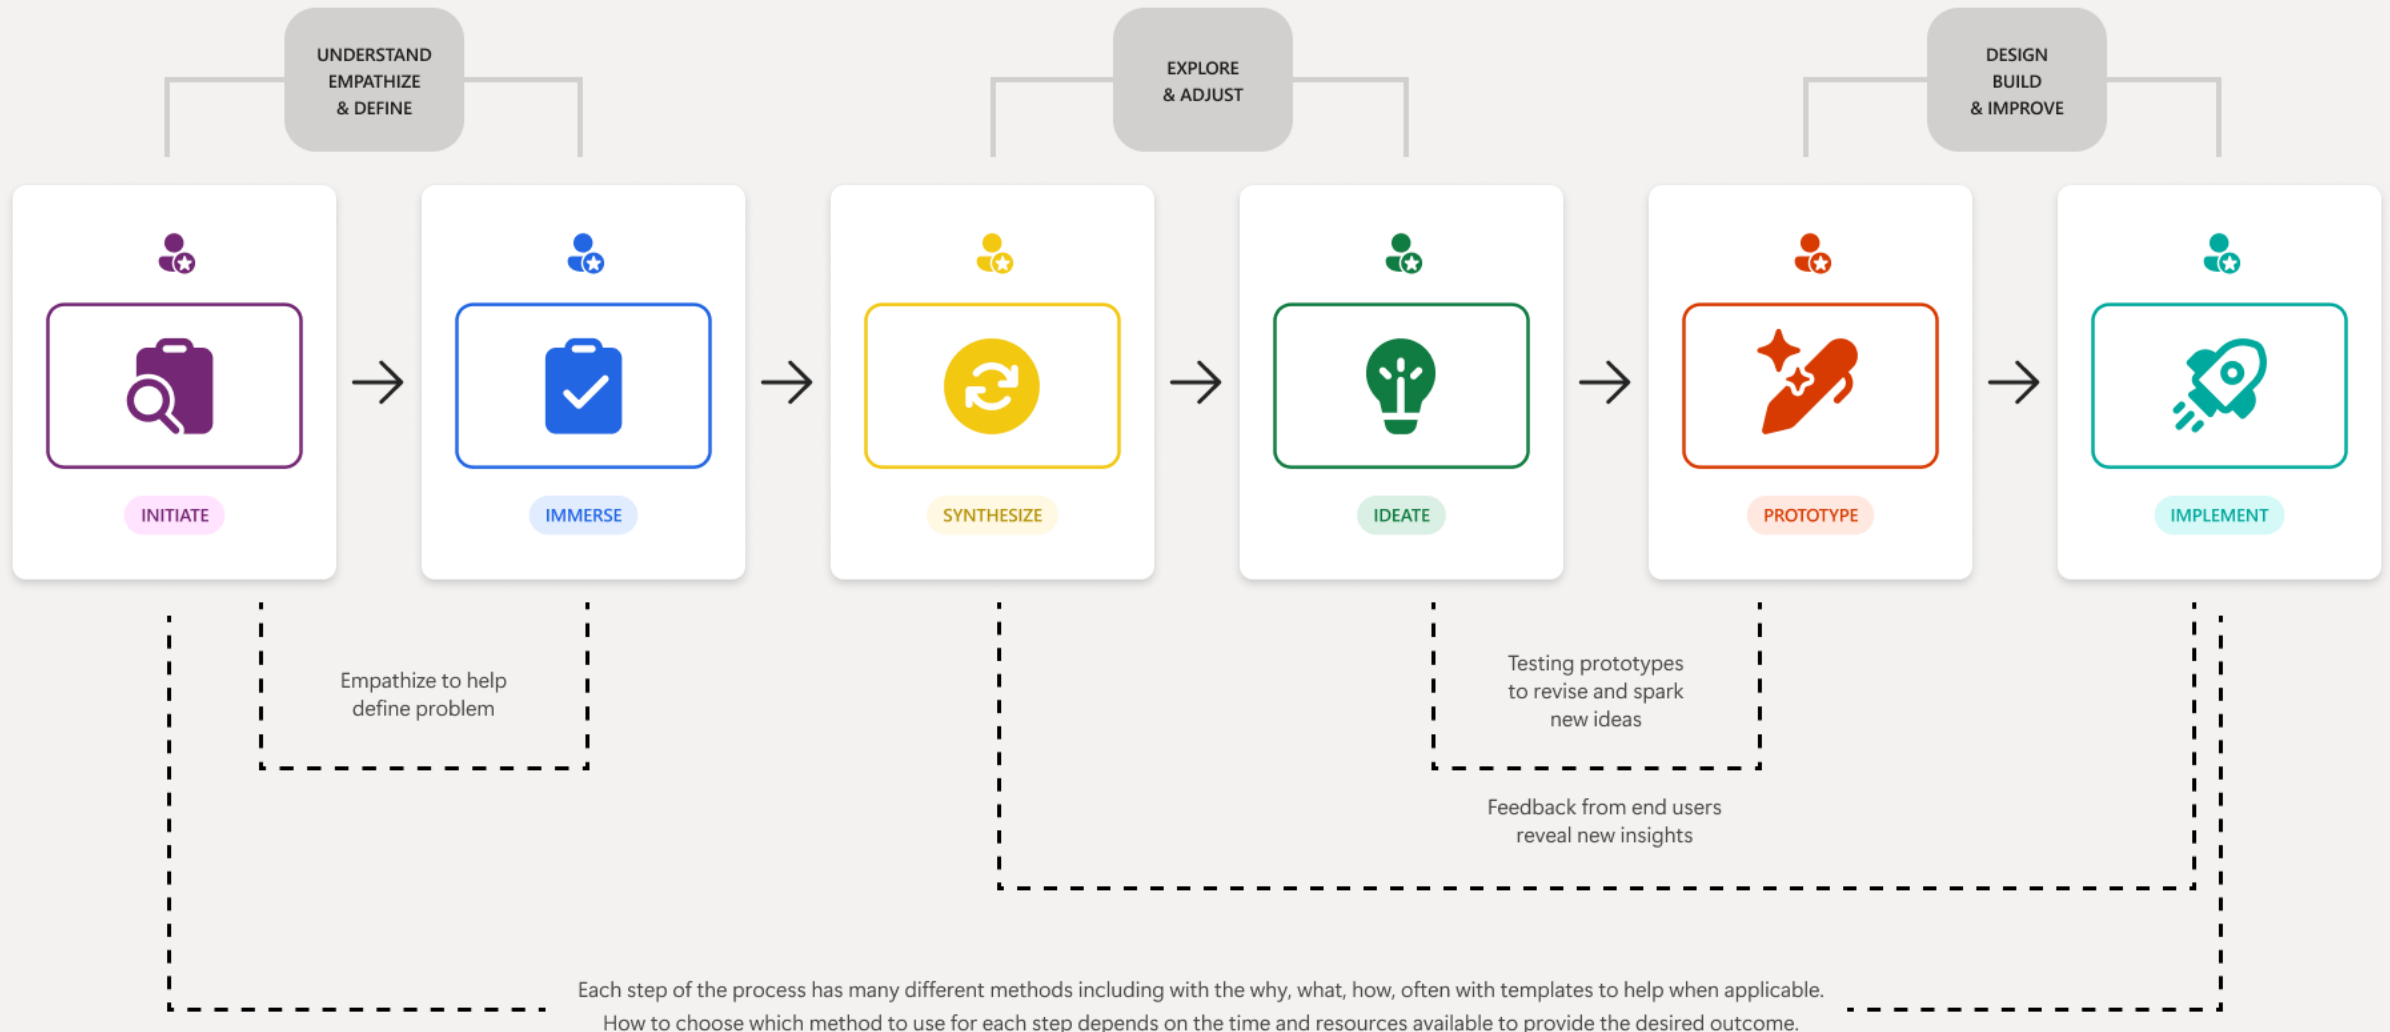 UNDERSTAND
EMPATHIZE
& DEFINE
EXPLORE
& ADJUST
DESIGN
BUILD
& IMPROVE
INITIATE
IMMERSE
SYNTHESIZE
IDEATE
PROTOTYPE
IMPLEMENT
Empathize to help
define problem
Testing prototypes
to revise and spark
new ideas
Feedback from end users
reveal new insights
Each step of the process has many different methods including with the why, what, how, often with templates to help when applicable.
How to choose which method to use for each step depends on the time and resources available to provide the desired outcome.